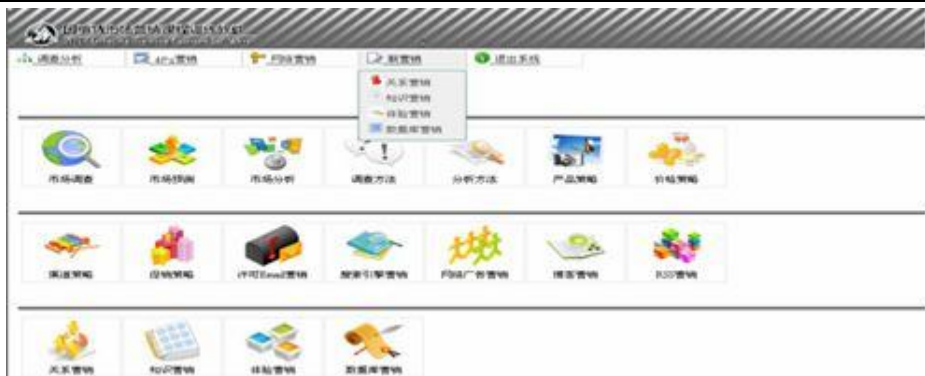 调查分析 4Ps营销 网络营销 新营销 退出系统
关系营销
知识营销
体验营销
数据库营销
市场调查 市场预测 市场分析 调查方法 分析方法 产品策略 价格策略
渠道策略 促销策略 许可Email营销 搜索引擎营销 网络广告营销 博客营销 RSS营销
关系营销 知识营销 体验营销 数据库营销